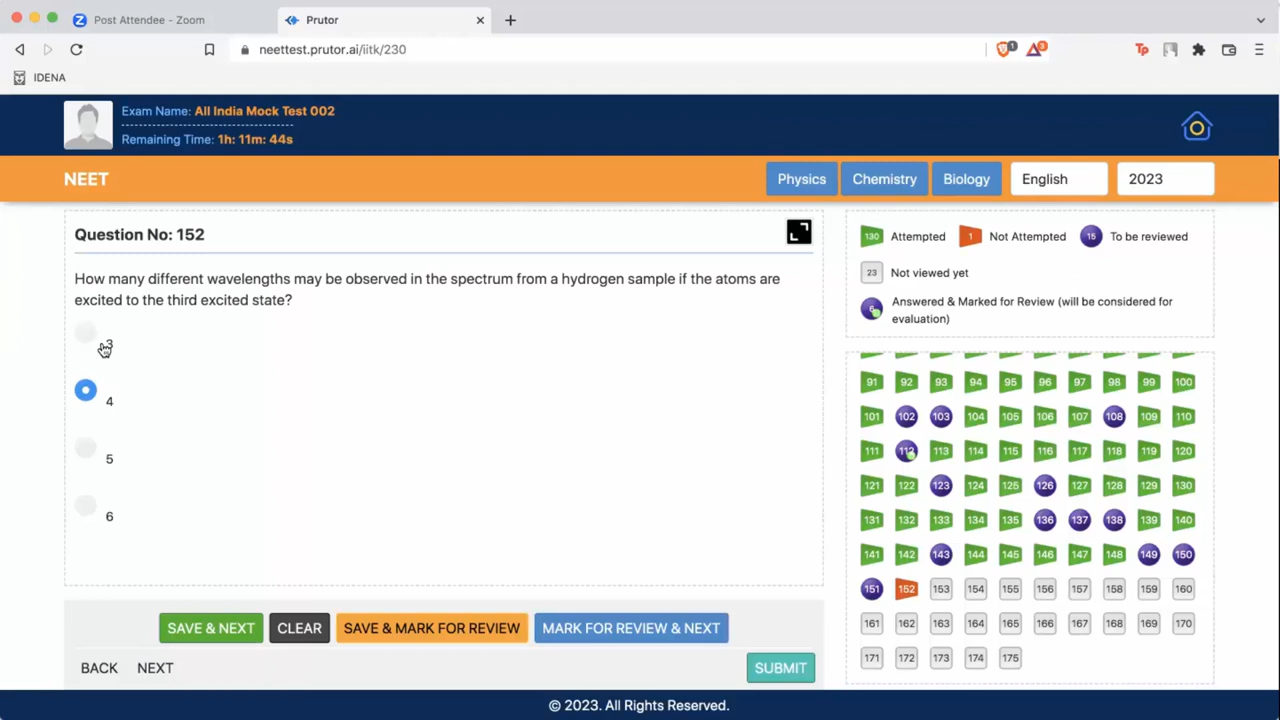 Post Attendee - Zoom
Prutor
neettest.prutor.ai/iitk/230
1
3
Tp
IDENA
Exam Name: All India Mock Test 002
Remaining Time: 1h: 11m: 44s
NEET
Physics
Chemistry
Biology
English
2023
Question No: 152
How many different wavelengths may be observed in the spectrum from a hydrogen sample if the atoms are
excited to the third excited state?
3
4
5
6
SAVE & NEXT
CLEAR
SAVE & MARK FOR REVIEW
MARK FOR REVIEW & NEXT
BACK
NEXT
SUBMIT
130 Attempted
1 Not Attempted
15 To be reviewed
23 Not viewed yet
Answered & Marked for Review (will be considered for
evaluation)
91 92 93 94 95 96 97 98 99 100
101 102 103 104 105 106 107 108 109 110
111 112 113 114 115 116 117 118 119 120
121 122 123 124 125 126 127 128 129 130
131 132 133 134 135 136 137 138 139 140
141 142 143 144 145 146 147 148 149 150
151 152 153 154 155 156 157 158 159 160
161 162 163 164 165 166 167 168 169 170
171 172 173 174 175
© 2023. All Rights Reserved.